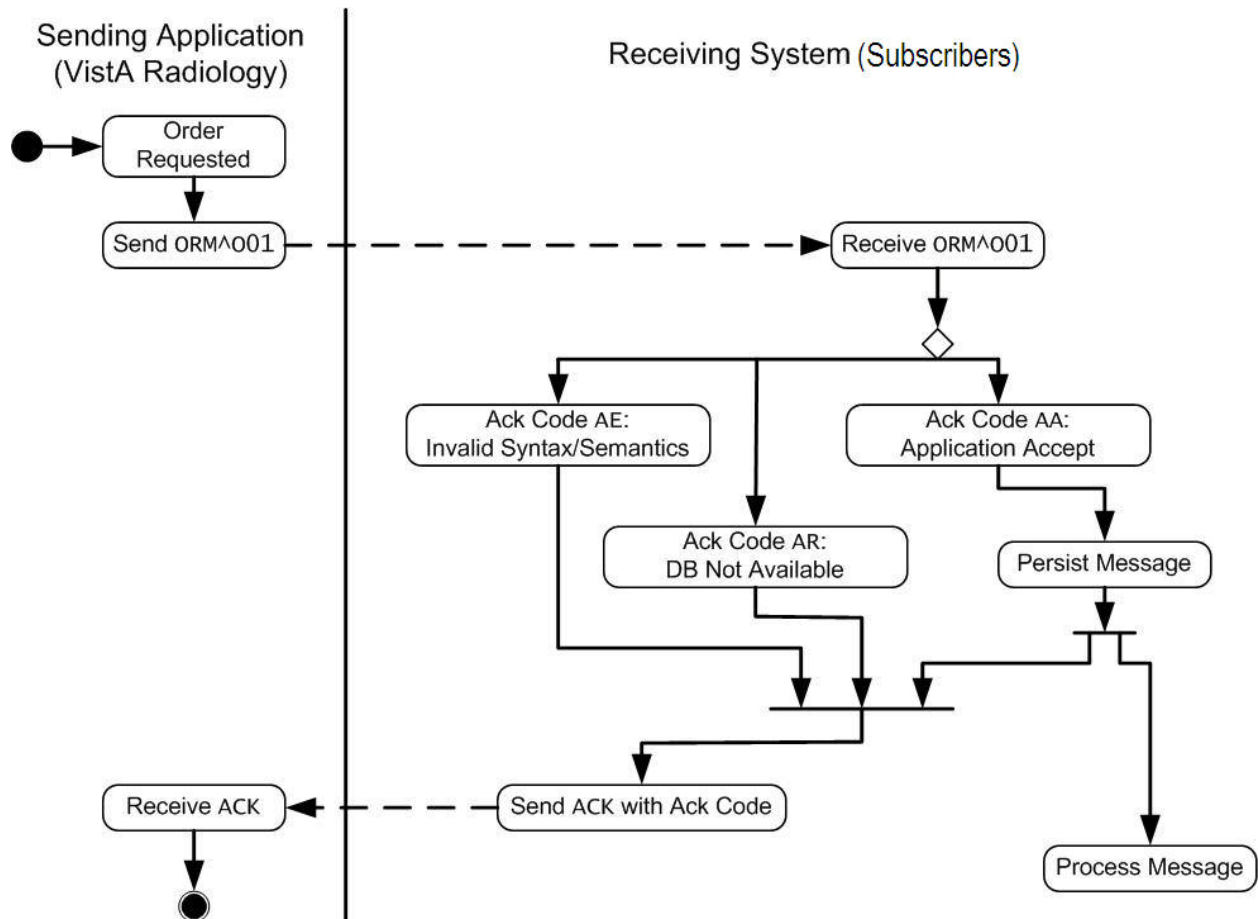 Sending Application
(VistA Radiology)
Receiving System (Subscribers)
Order
Requested
Send ORM^O01
Receive ORM^O01
Ack Code AE:
Invalid Syntax/Semantics
Ack Code AA:
Application Accept
Ack Code AR:
DB Not Available
Persist Message
Receive ACK
Send ACK with Ack Code
Process Message